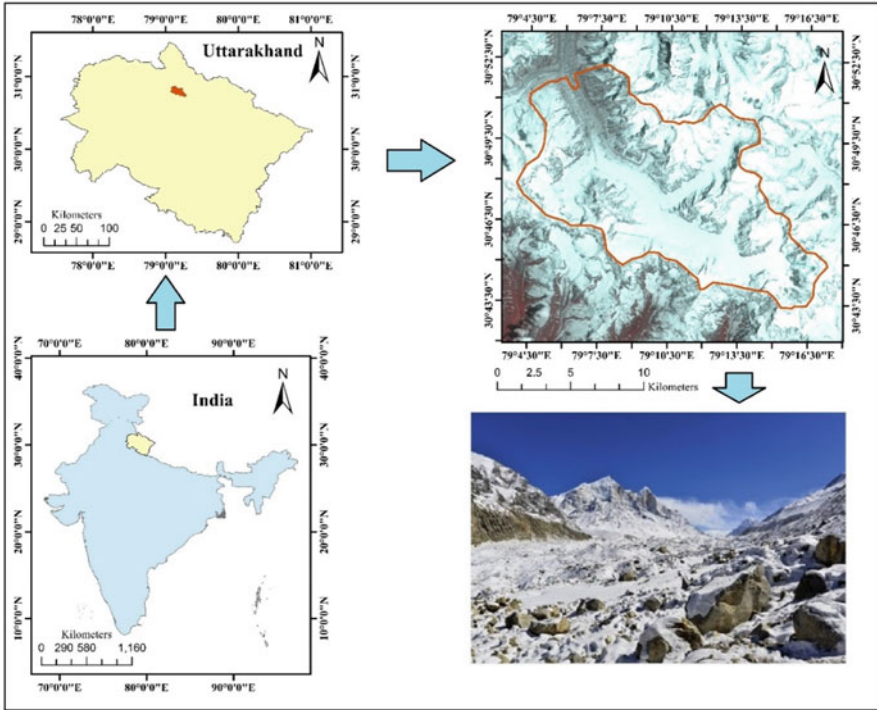 78°0'0"E 79°0'0"E 80°0'0"E 81°0'0"E
Uttarakhand
N
31°0'0"N
30°0'0"N
29°0'0"N
31°0'0"N
30°0'0"N
29°0'0"N
Kilometers
0 25 50 100
78°0'0"E 79°0'0"E 80°0'0"E 81°0'0"E
79°4'30"E 79°7'30"E 79°10'30"E 79°13'30"E 79°16'30"E
N
30°52'30"N
30°49'30"N
30°46'30"N
30°43'30"N
30°52'30"N
30°49'30"N
30°46'30"N
30°43'30"N
79°4'30"E 79°7'30"E 79°10'30"E 79°13'30"E 79°16'30"E
0 2.5 5 10
Kilometers
70°0'0"E 80°0'0"E 90°0'0"E
N
India
40°0'0"N
30°0'0"N
20°0'0"N
10°0'0"N
40°0'0"N
30°0'0"N
20°0'0"N
10°0'0"N
Kilometers
0 290 580 1,160
70°0'0"E 80°0'0"E 90°0'0"E